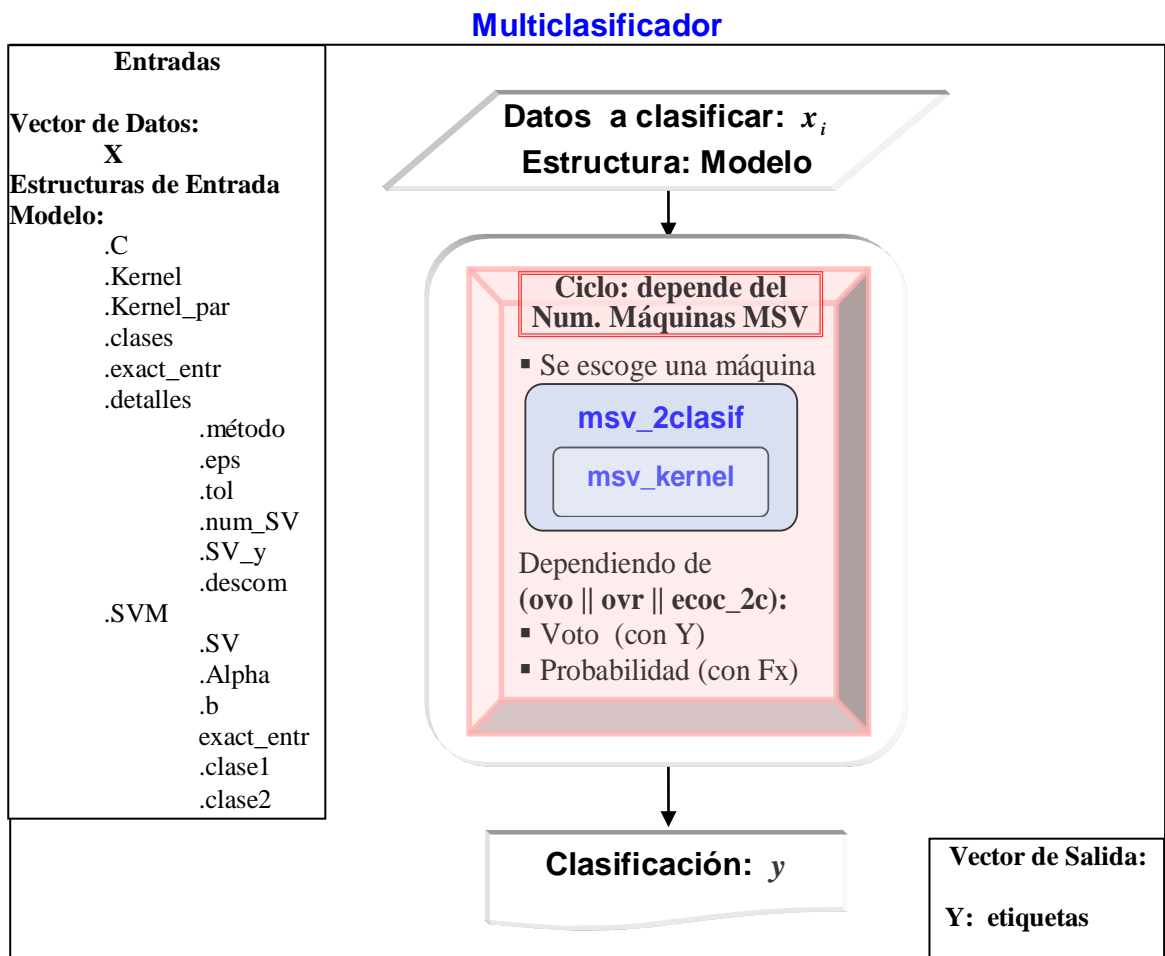 Multiclasificador
Entradas
Vector de Datos:
X
Estructuras de Entrada
Modelo:
.C
.Kernel
.Kernel_par
.clases
.exact_entr
.detalles
.método
.eps
.tol
.num_SV
.SV_y
.descom
.SVM
.SV
.Alpha
.b
exact_entr
.clase1
.clase2
Datos a clasificar: x_i
Estructura: Modelo
Ciclo: depende del
Num. Máquinas MSV
▪ Se escoge una máquina
msv_2clasif
msv_kernel
Dependiendo de
(ovo || ovr || ecoc_2c):
▪ Voto (con Y)
▪ Probabilidad (con Fx)
Clasificación: y
Vector de Salida:
Y: etiquetas